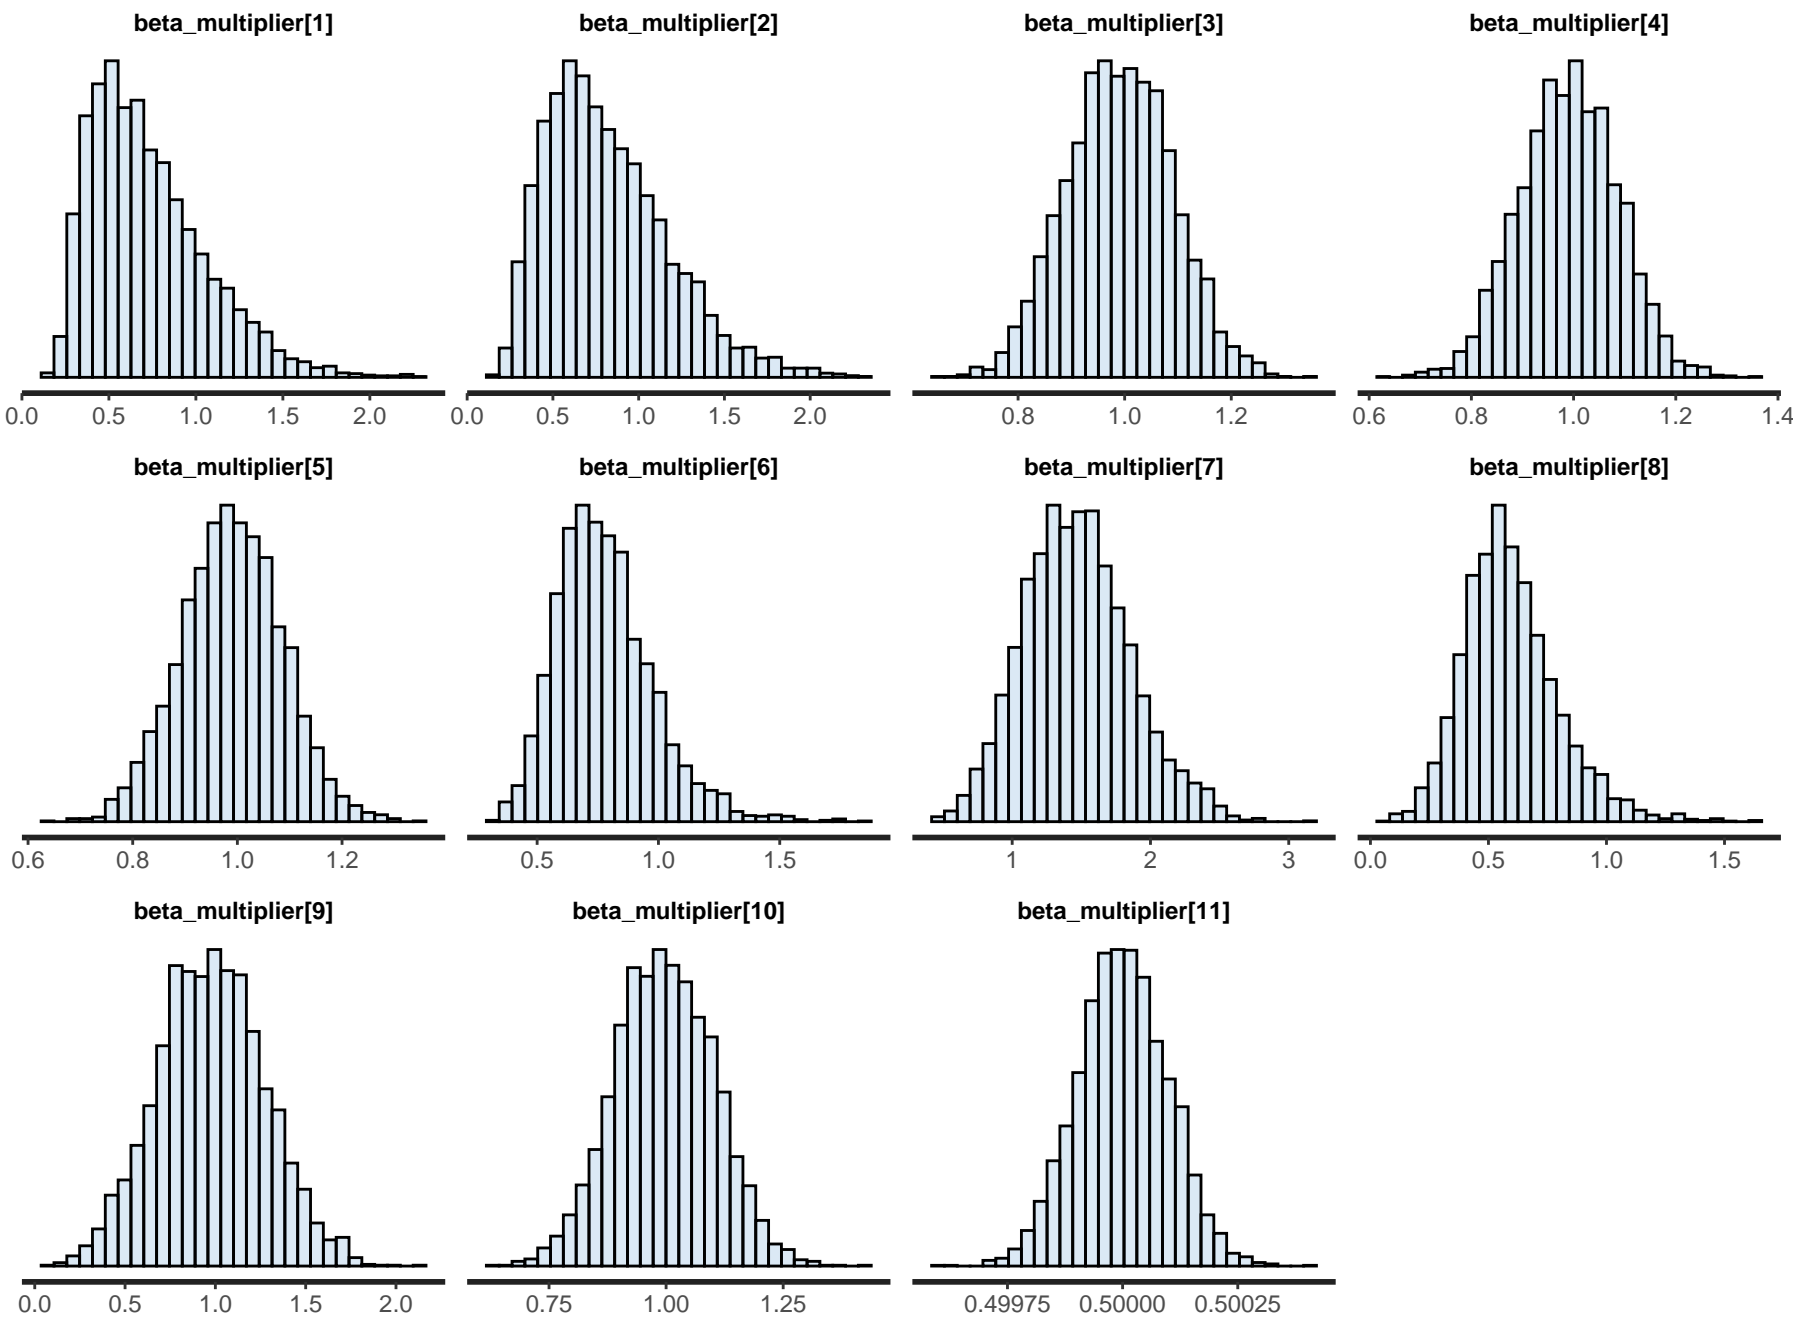 beta_multiplier[1] beta_multiplier[2] beta_multiplier[3] beta_multiplier[4]
0.0 0.5 1.0 1.5 2.0 0.0 0.5 1.0 1.5 2.0 0.8 1.0 1.2 0.6 0.8 1.0 1.2 1.4
beta_multiplier[5] beta_multiplier[6] beta_multiplier[7] beta_multiplier[8]
0.6 0.8 1.0 1.2 0.5 1.0 1.5 1 2 3 0.0 0.5 1.0 1.5
beta_multiplier[9] beta_multiplier[10] beta_multiplier[11]
0.0 0.5 1.0 1.5 2.0 0.75 1.00 1.25 0.49975 0.50000 0.50025